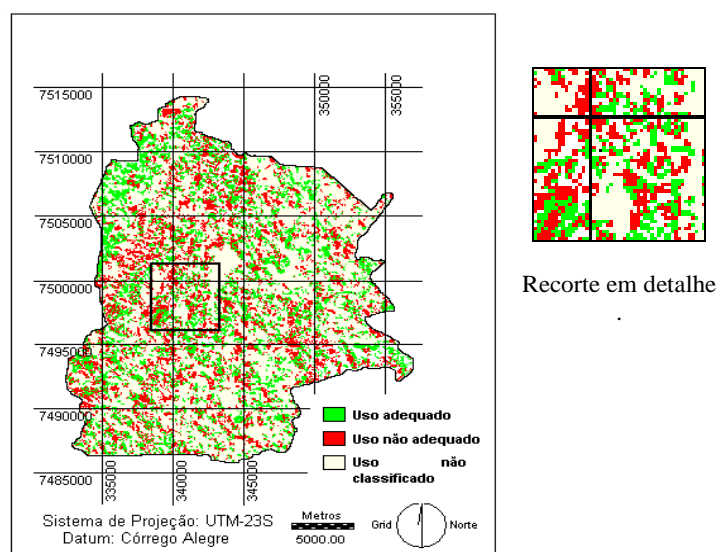 350000
355000
7515000
7510000
7505000
7500000
7495000
7490000
7485000
335000
340000
345000
Uso adequado
Uso não adequado
Uso não
classificado
Sistema de Projeção: UTM-23S
Datum: Córrego Alegre
Metros
5000.00
Grid
Norte
Recorte em detalhe
.